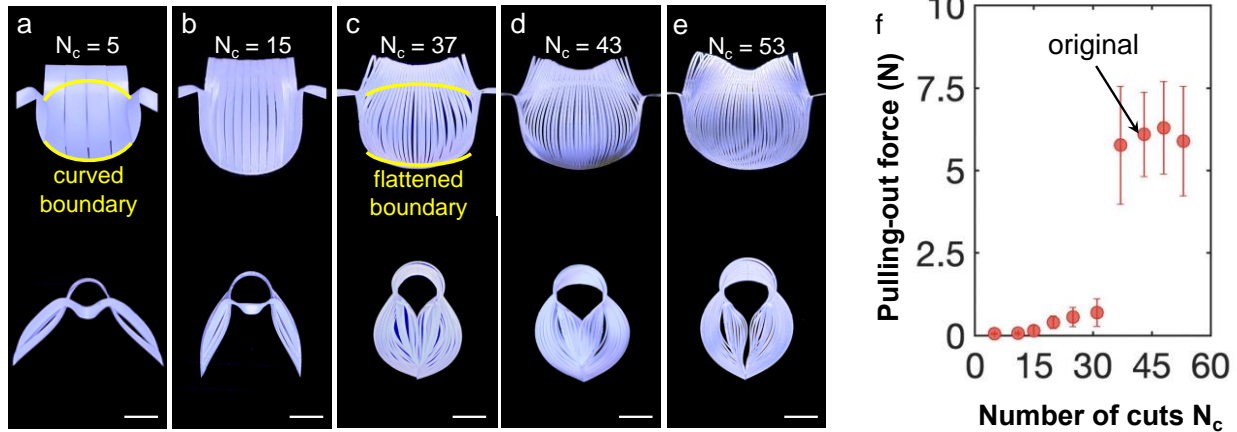 a
N_c = 5
curved
boundary
b
N_c = 15
c
N_c = 37
flattened
boundary
d
N_c = 43
e
N_c = 53
f
original
Pulling-out force (N)
10
7.5
5
2.5
0
0 15 30 45 60
Number of cuts N_c